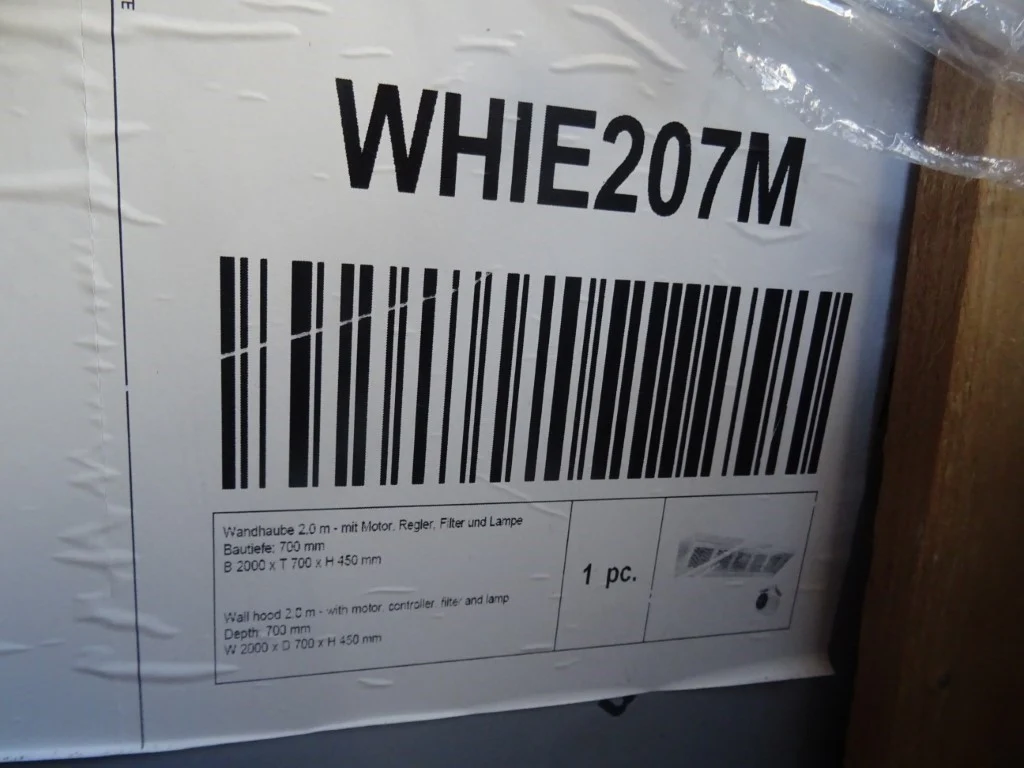 WHIE207M
Wandhaube 2.0 m - mit Motor, Regler, Filter und Lampe
Bautiefe: 700 mm
B 2000 x T 700 x H 450 mm
Wall hood 2.0 m - with motor, controller, filter and lamp
Depth: 700 mm
W 2000 x D 700 x H 450 mm
1 pc.